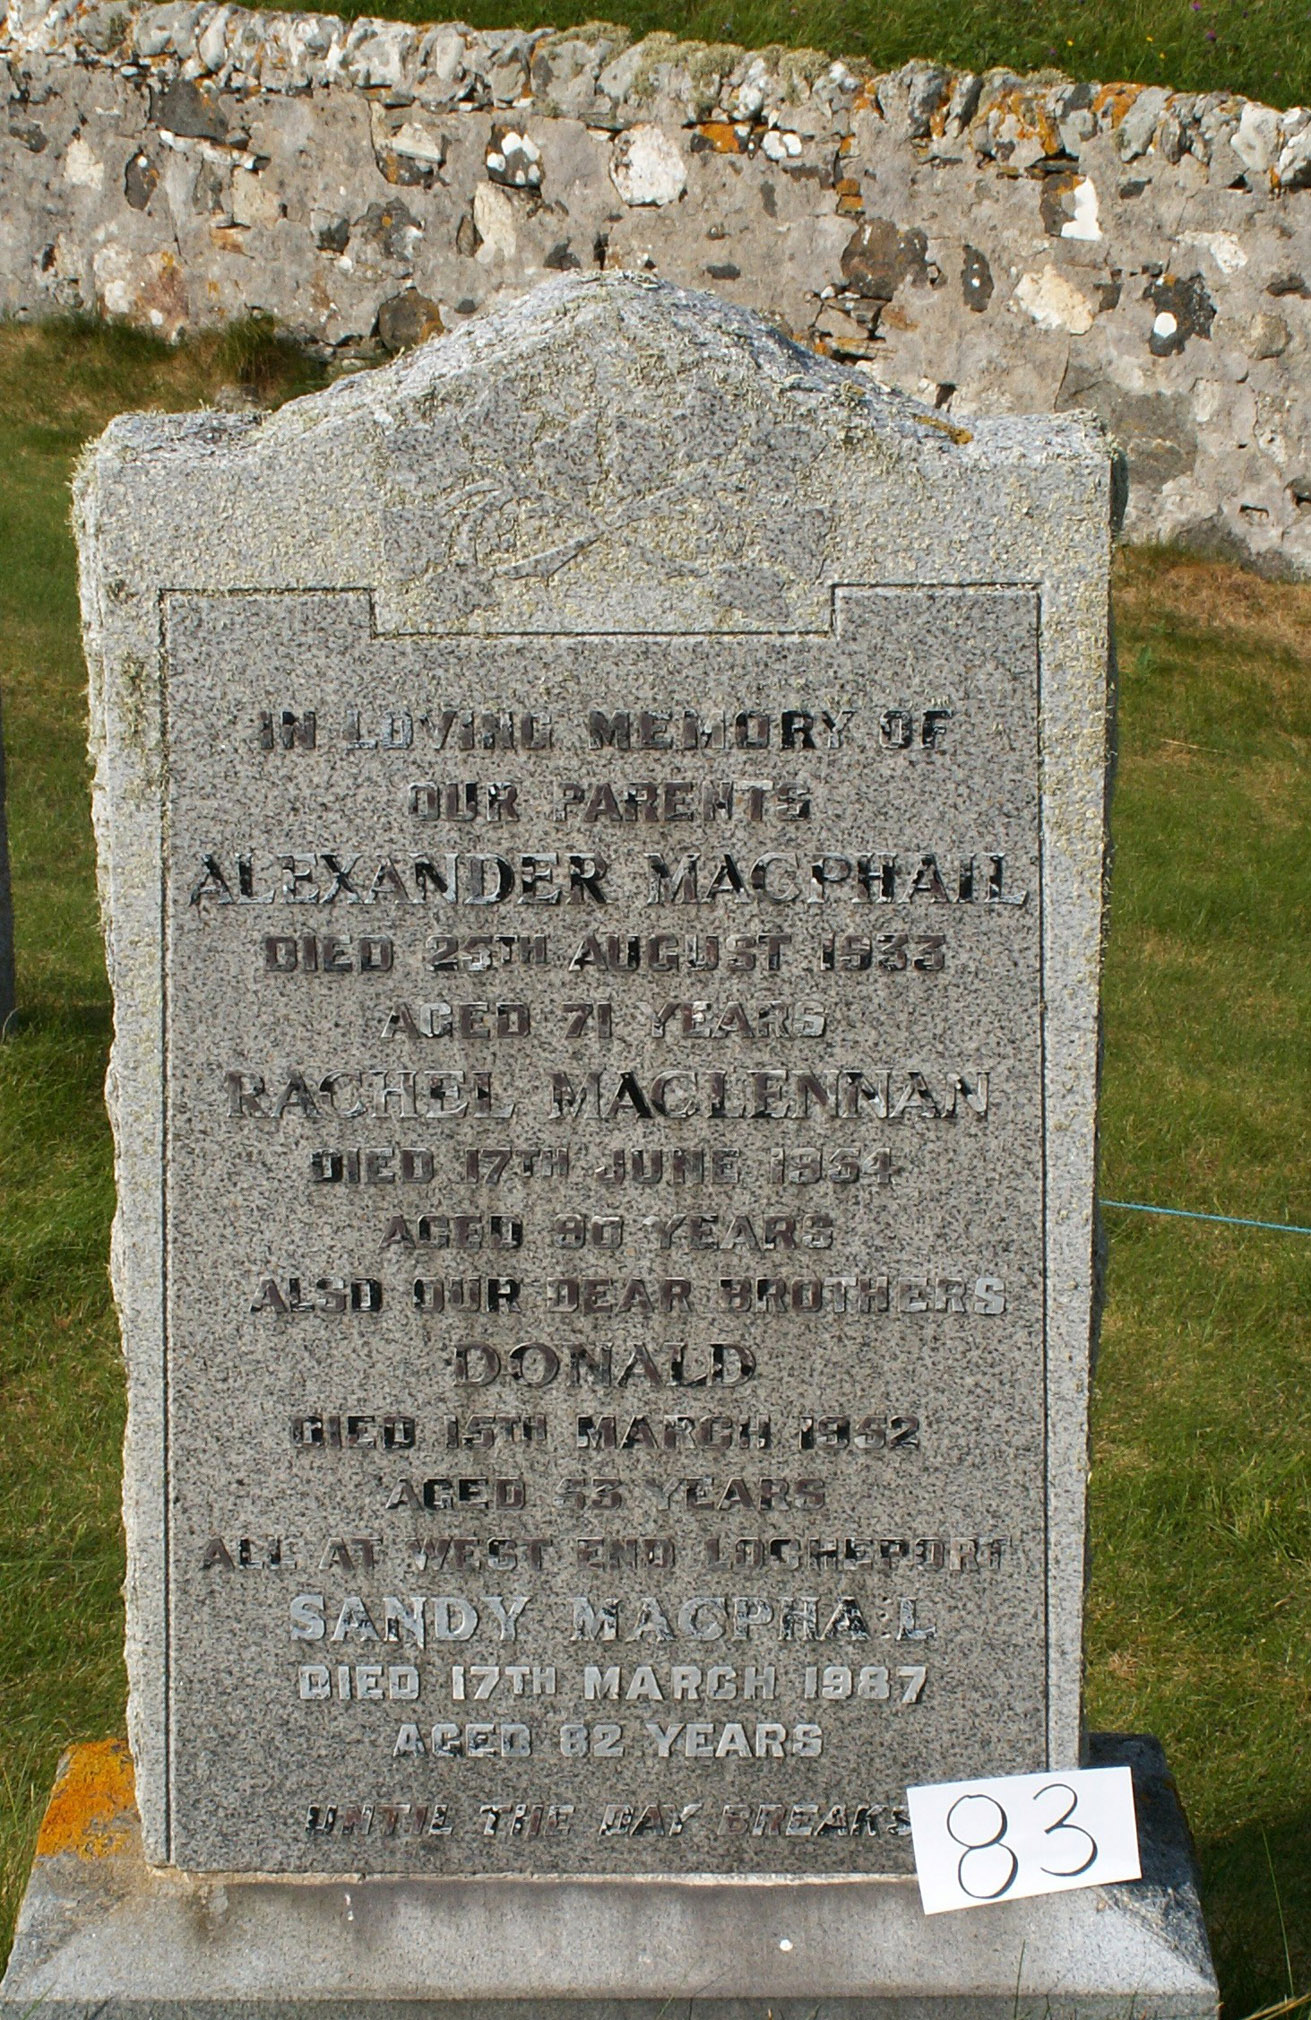 IN LOVING MEMORY OF
OUR PARENTS
ALEXANDER MACPHAIL
DIED 25TH AUGUST 1933
AGED 71 YEARS
RACHEL MACLENNAN
DIED 17TH JUNE 1954
AGED 90 YEARS
ALSO OUR DEAR BROTHERS
DONALD
DIED 15TH MARCH 1952
AGED 53 YEARS
ALL AT WEST END LOCHEPORT
SANDY MACPHAIL
DIED 17TH MARCH 1987
AGED 82 YEARS
UNTIL THE DAY BREAKS
83